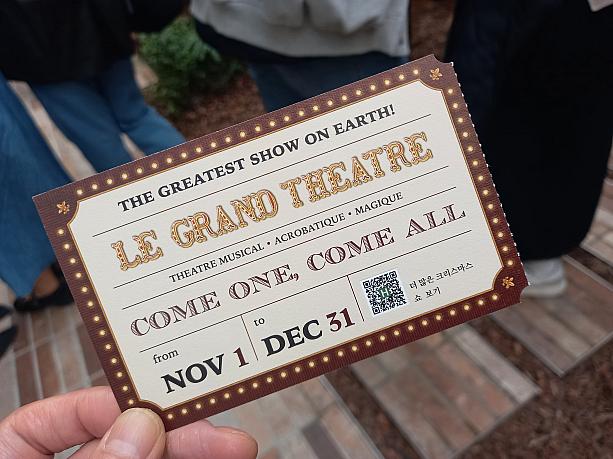 THE GREATEST SHOW ON EARTH!
LE GRAND THEATRE
THEATRE MUSICAL • ACROBATIQUE • MAGIQUE
COME ONE, COME ALL
from
NOV 1
to
DEC 31
더 많은 크리스마스
쇼 보기